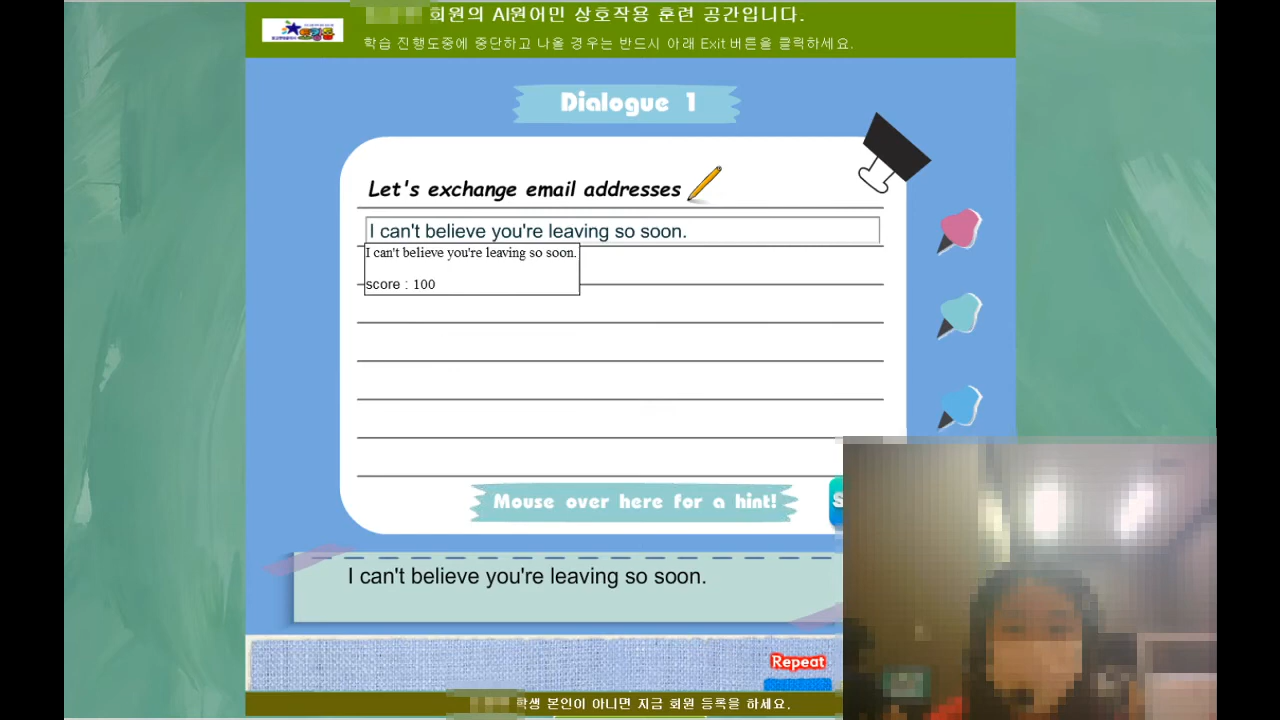 회원의 AI원어민 상호작용 훈련 공간입니다.
학습 진행도중에 중단하고 나올 경우는 반드시 아래 Exit 버튼을 클릭하세요.
Dialogue 1
Let's exchange email addresses
I can't believe you're leaving so soon.
I can't believe you're leaving so soon.
score : 100
Mouse over here for a hint!
I can't believe you're leaving so soon.
Repeat
학생 본인이 아니면 지금 회원 등록을 하세요.